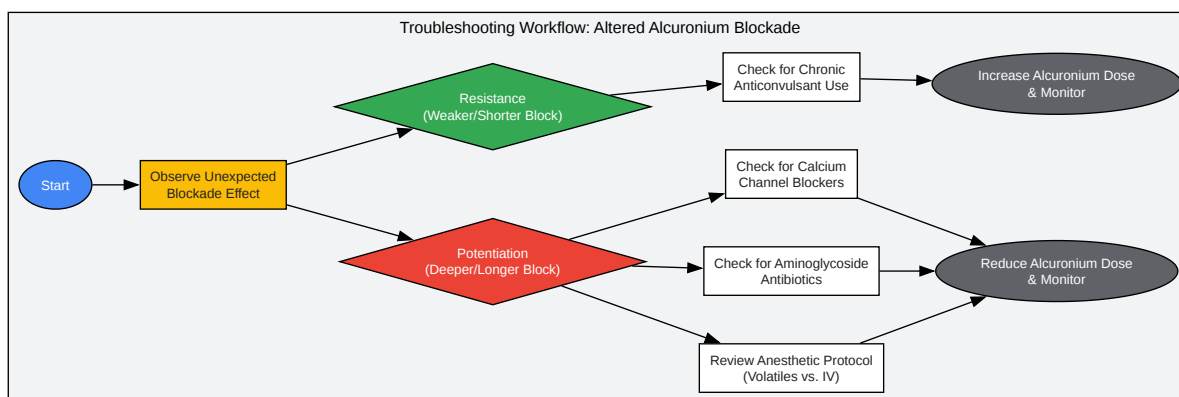 Troubleshooting Workflow: Altered Alcuronium Blockade
Start
Observe Unexpected
Blockade Effect
Resistance
(Weaker/Shorter Block)
Check for Chronic
Anticonvulsant Use
Increase Alcuronium Dose
& Monitor
Potentiation
(Deeper/Longer Block)
Check for Calcium
Channel Blockers
Check for Aminoglycoside
Antibiotics
Review Anesthetic Protocol
(Volatiles vs. IV)
Reduce Alcuronium Dose
& Monitor